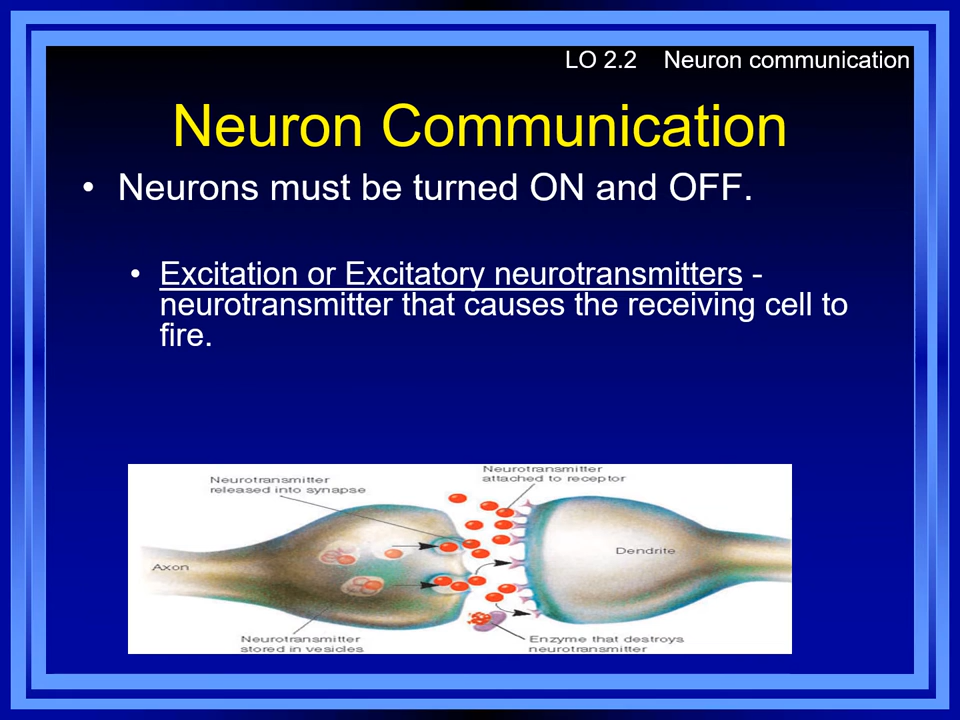 LO 2.2 Neuron communication
Neuron Communication
• Neurons must be turned ON and OFF.
• Excitation or Excitatory neurotransmitters -
neurotransmitter that causes the receiving cell to
fire.
Neurotransmitter
released into synapse
Neurotransmitter
attached to receptor
Axon
Dendrite
Neurotransmitter
stored in vesicles
Enzyme that destroys
neurotransmitter